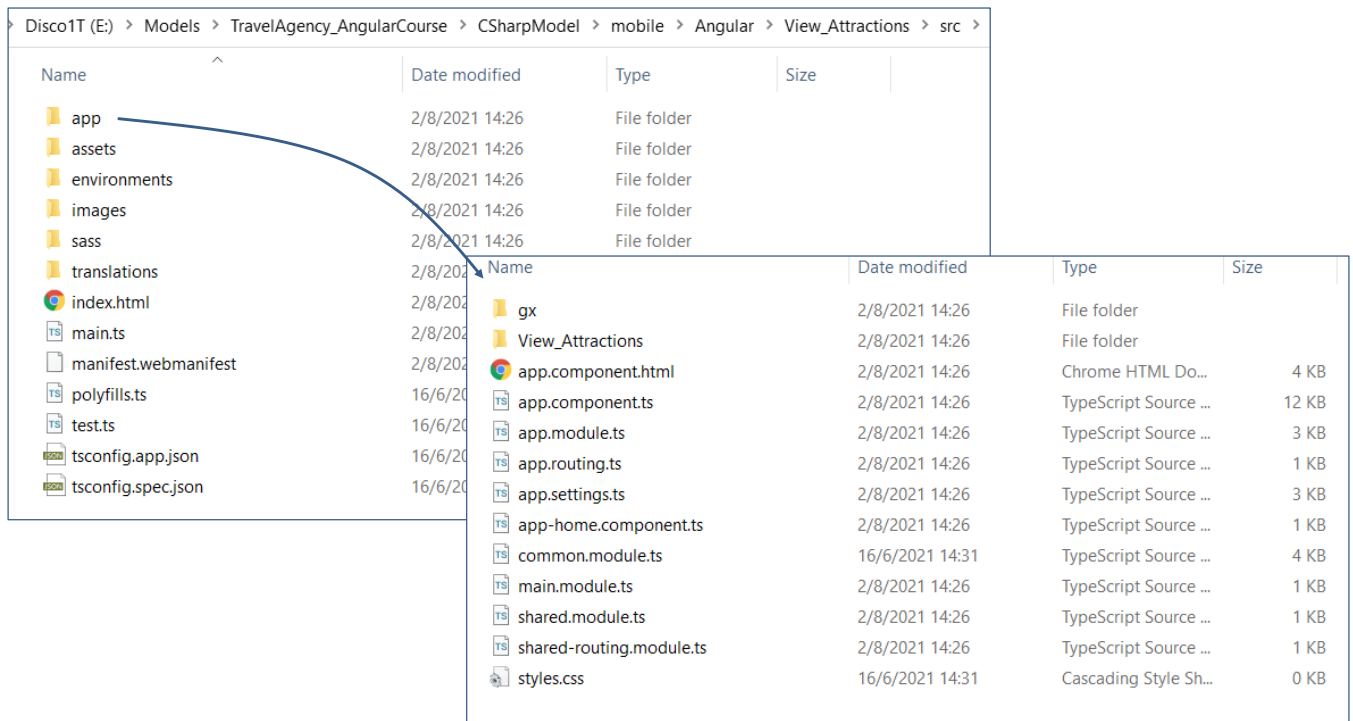 Disco1T (E:) > Models > TravelAgency_AngularCourse > CSharpModel > mobile > Angular > View_Attractions > src >
Name Date modified Type Size
app 2/8/2021 14:26 File folder
assets 2/8/2021 14:26 File folder
environments 2/8/2021 14:26 File folder
images 2/8/2021 14:26 File folder
sass 2/8/2021 14:26 File folder
translations 2/8/202
index.html 2/8/202
main.ts 2/8/202
manifest.webmanifest 2/8/202
polyfills.ts 16/6/20
test.ts 16/6/20
tsconfig.app.json 16/6/20
tsconfig.spec.json 16/6/20
Name Date modified Type Size
gx 2/8/2021 14:26 File folder
View_Attractions 2/8/2021 14:26 File folder
app.component.html 2/8/2021 14:26 Chrome HTML Do... 4 KB
app.component.ts 2/8/2021 14:26 TypeScript Source ... 12 KB
app.module.ts 2/8/2021 14:26 TypeScript Source ... 3 KB
app.routing.ts 2/8/2021 14:26 TypeScript Source ... 1 KB
app.settings.ts 2/8/2021 14:26 TypeScript Source ... 3 KB
app-home.component.ts 2/8/2021 14:26 TypeScript Source ... 1 KB
common.module.ts 16/6/2021 14:31 TypeScript Source ... 4 KB
main.module.ts 2/8/2021 14:26 TypeScript Source ... 1 KB
shared.module.ts 2/8/2021 14:26 TypeScript Source ... 1 KB
shared-routing.module.ts 2/8/2021 14:26 TypeScript Source ... 1 KB
styles.css 16/6/2021 14:31 Cascading Style Sh... 0 KB